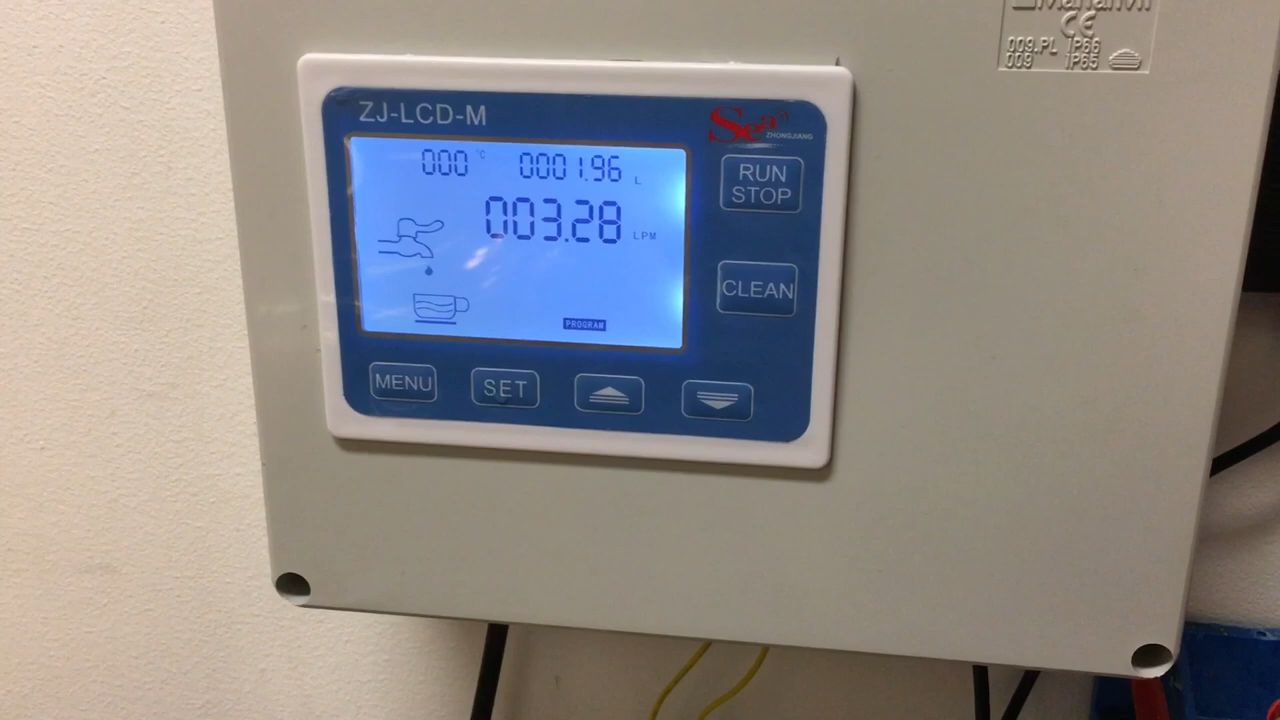 CE
009.PL IP66
009 IP65
ZJ-LCD-M
Sea
ZHONGJIANG
000 °C 0001.96 L
003.28 LPM
PROGRAM
RUN
STOP
CLEAN
MENU SET